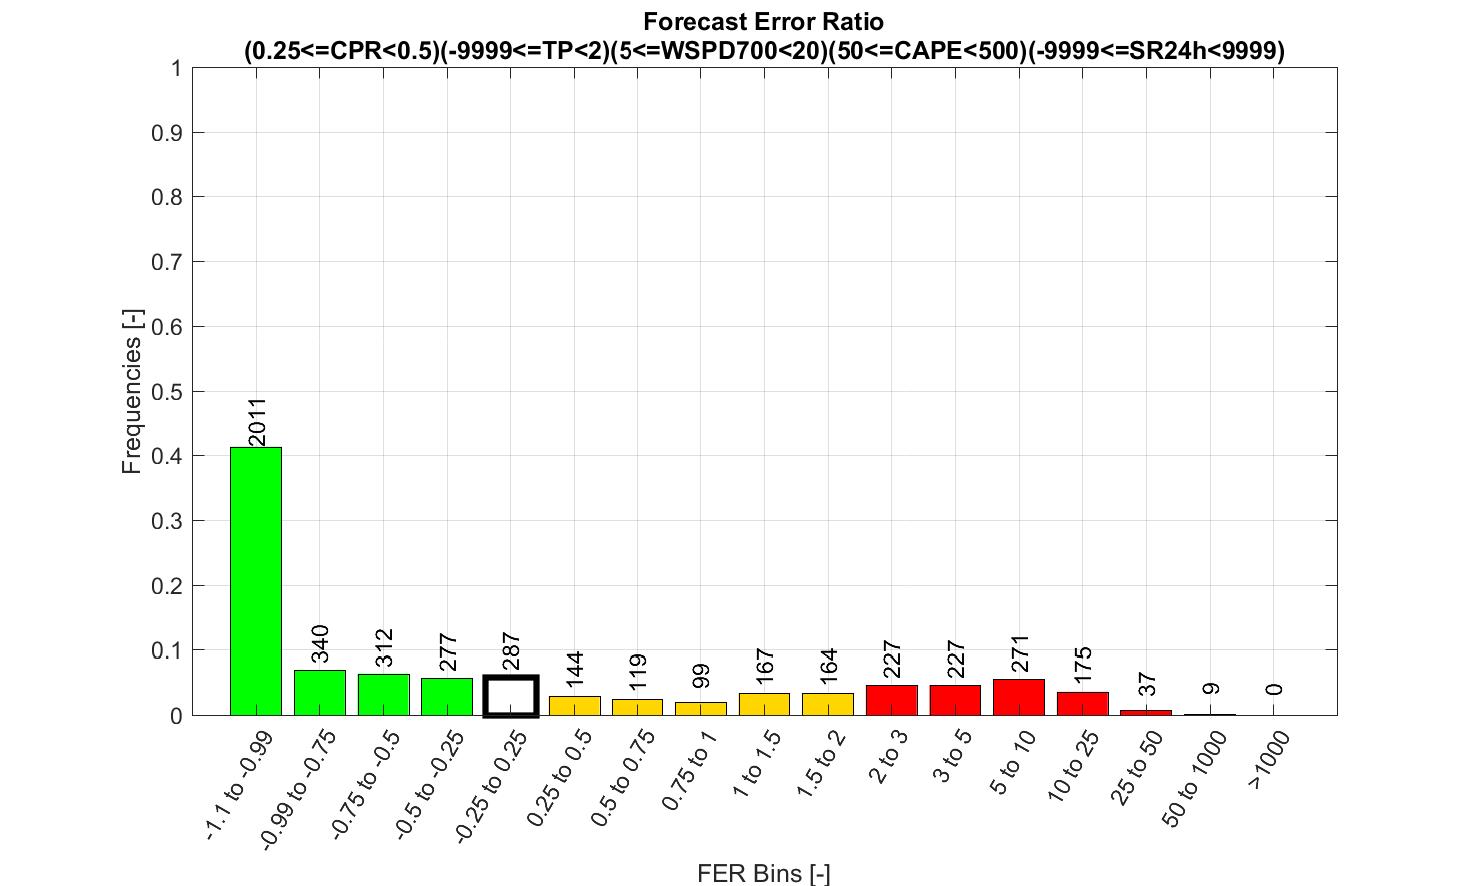 Forecast Error Ratio
(0.25<=CPR<0.5)(-9999<=TP<2)(5<=WSPD700<20)(50<=CAPE<500)(-9999<=SR24h<9999)
1
0.9
0.8
0.7
0.6
0.5
0.4
0.3
0.2
0.1
0
Frequencies [-]
2011
340
312
277
287
144
119
99
167
164
227
227
271
175
37
9
0
-1.1 to -0.99
-0.99 to -0.75
-0.75 to -0.5
-0.5 to -0.25
-0.25 to 0.25
0.25 to 0.5
0.5 to 0.75
0.75 to 1
1 to 1.5
1.5 to 2
2 to 3
3 to 5
5 to 10
10 to 25
25 to 50
50 to 1000
>1000
FER Bins [-]